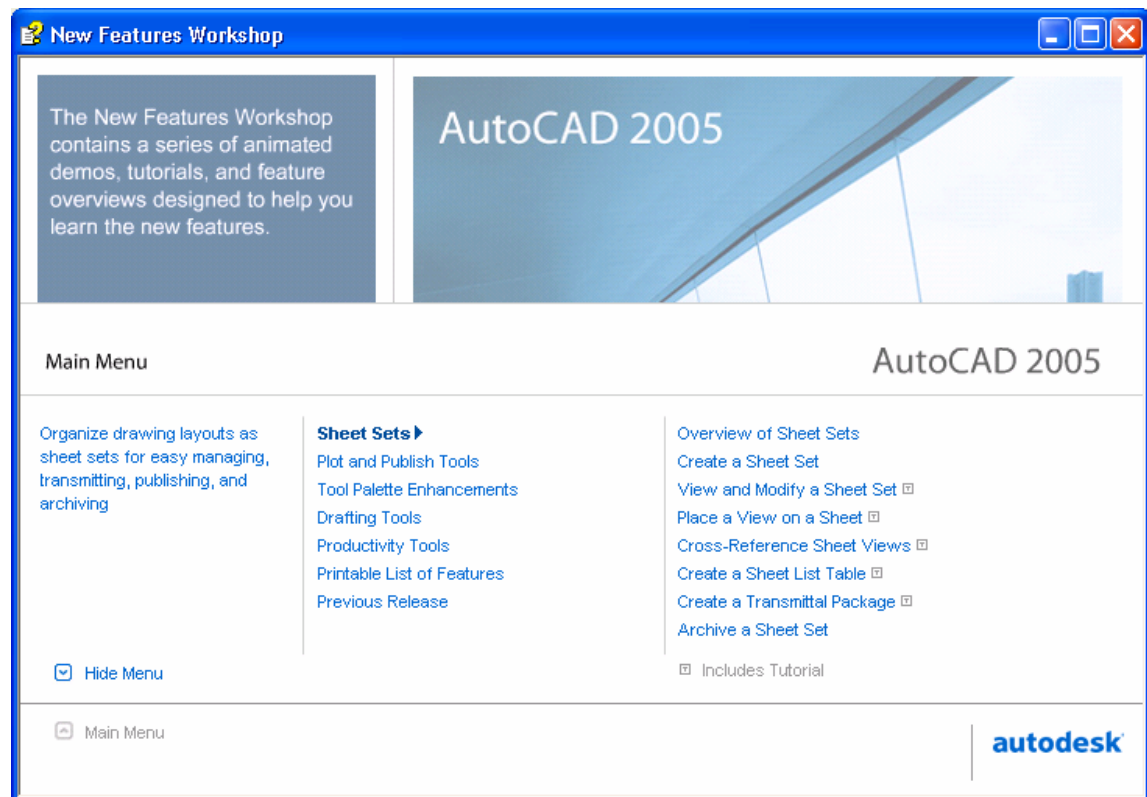 New Features Workshop
The New Features Workshop
contains a series of animated
demos, tutorials, and feature
overviews designed to help you
learn the new features.
AutoCAD 2005
Main Menu
AutoCAD 2005
Organize drawing layouts as
sheet sets for easy managing,
transmitting, publishing, and
archiving
Sheet Sets
Plot and Publish Tools
Tool Palette Enhancements
Drafting Tools
Productivity Tools
Printable List of Features
Previous Release
Overview of Sheet Sets
Create a Sheet Set
View and Modify a Sheet Set T
Place a View on a Sheet T
Cross-Reference Sheet Views T
Create a Sheet List Table T
Create a Transmittal Package T
Archive a Sheet Set
Hide Menu
T Includes Tutorial
Main Menu
autodesk